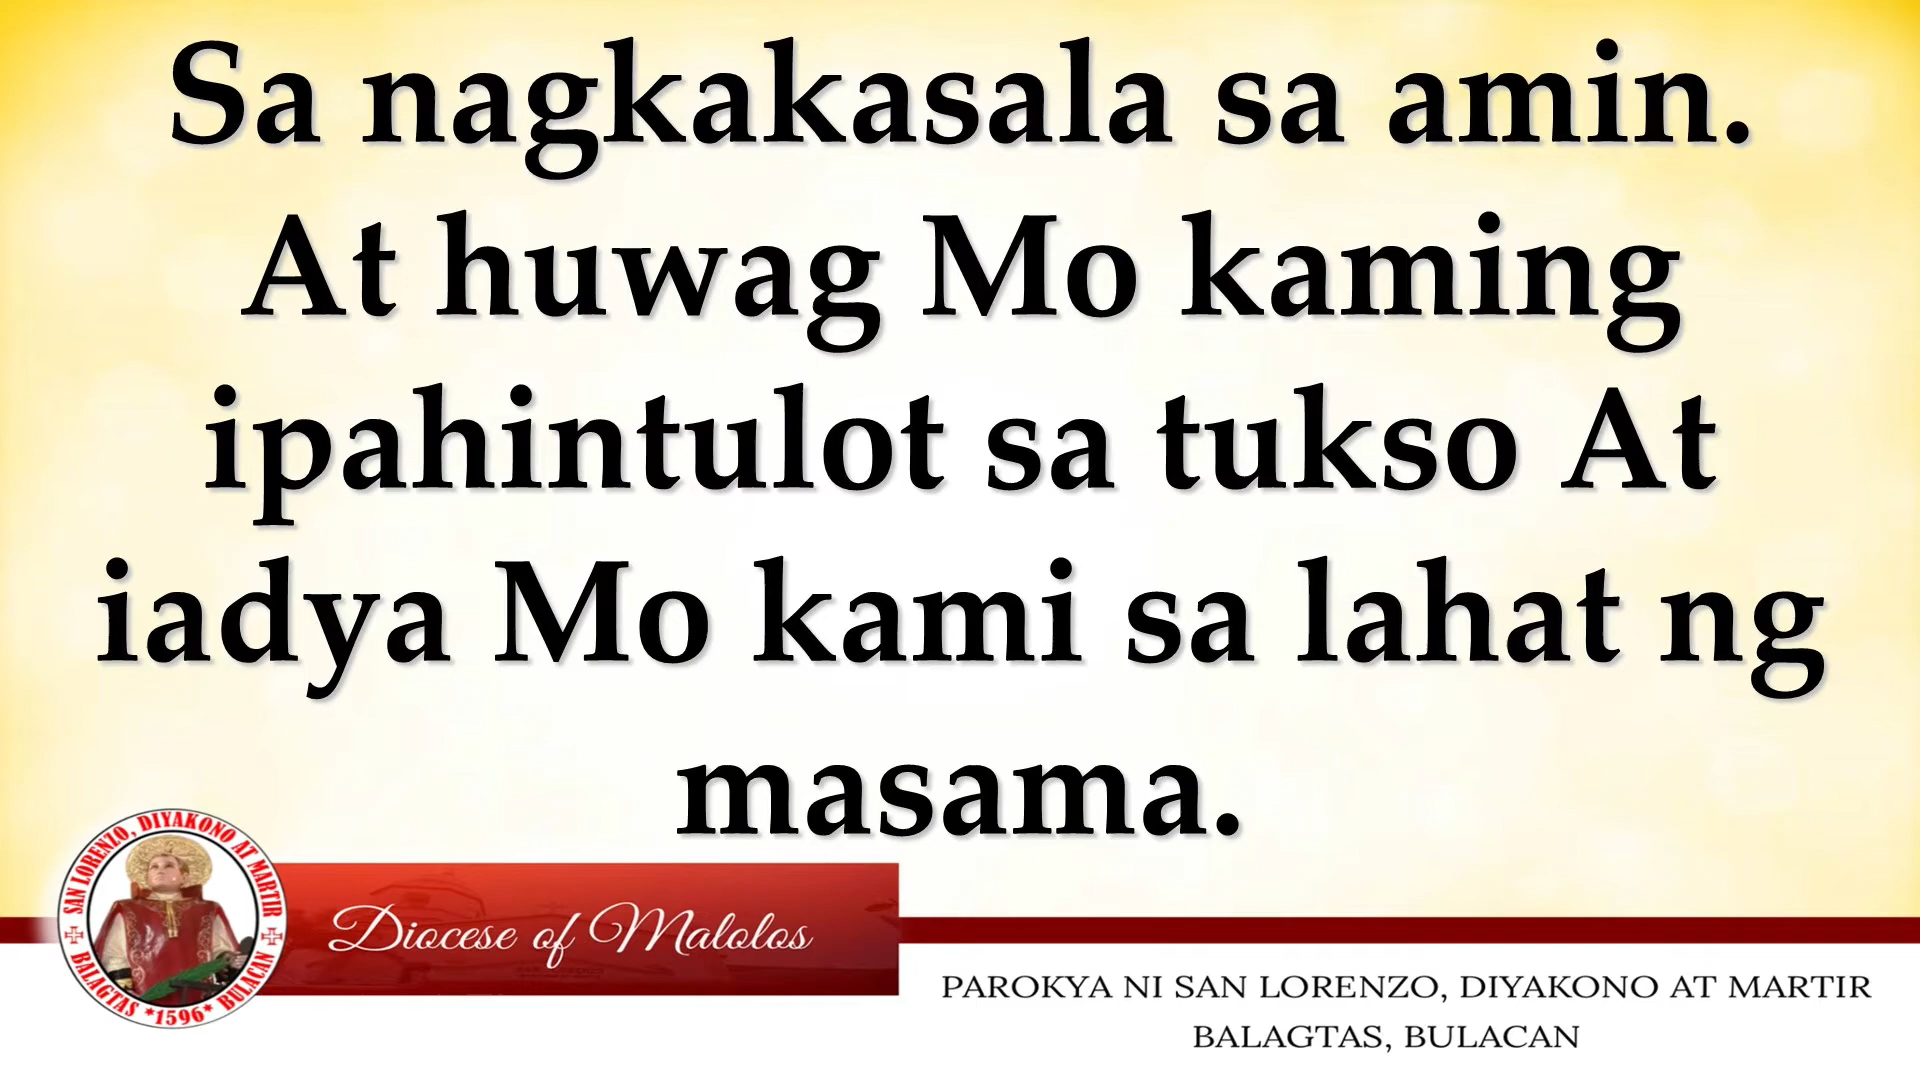 Sa nagkakasala sa amin.
At huwag Mo kaming
ipahintulot sa tukso At
iadya Mo kami sa lahat ng
masama.
SAN LORENZO, DIYAKONO AT MARTIR
BALAGTAS *1596* BULACAN
Diocese of Malolos
PAROKYA NI SAN LORENZO, DIYAKONO AT MARTIR
BALAGTAS, BULACAN